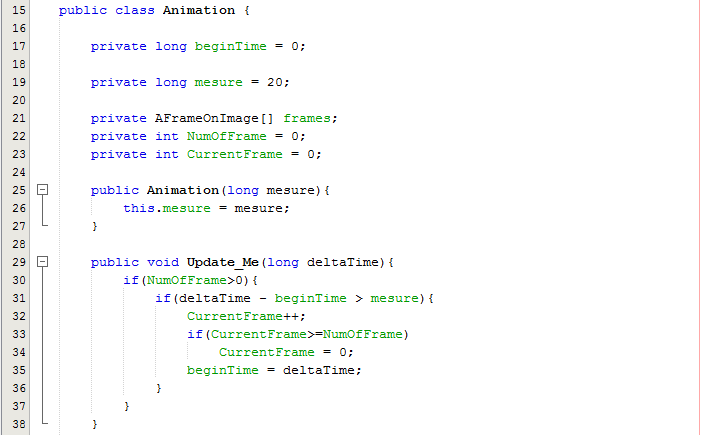 15 public class Animation {
16
17 private long beginTime = 0;
18
19 private long mesure = 20;
20
21 private AFrameOnImage[] frames;
22 private int NumOfFrame = 0;
23 private int CurrentFrame = 0;
24
25 public Animation(long mesure){
26 this.mesure = mesure;
27 }
28
29 public void Update_Me(long deltaTime){
30 if(NumOfFrame>0){
31 if(deltaTime - beginTime > mesure){
32 CurrentFrame++;
33 if(CurrentFrame>=NumOfFrame)
34 CurrentFrame = 0;
35 beginTime = deltaTime;
36 }
37 }
38 }